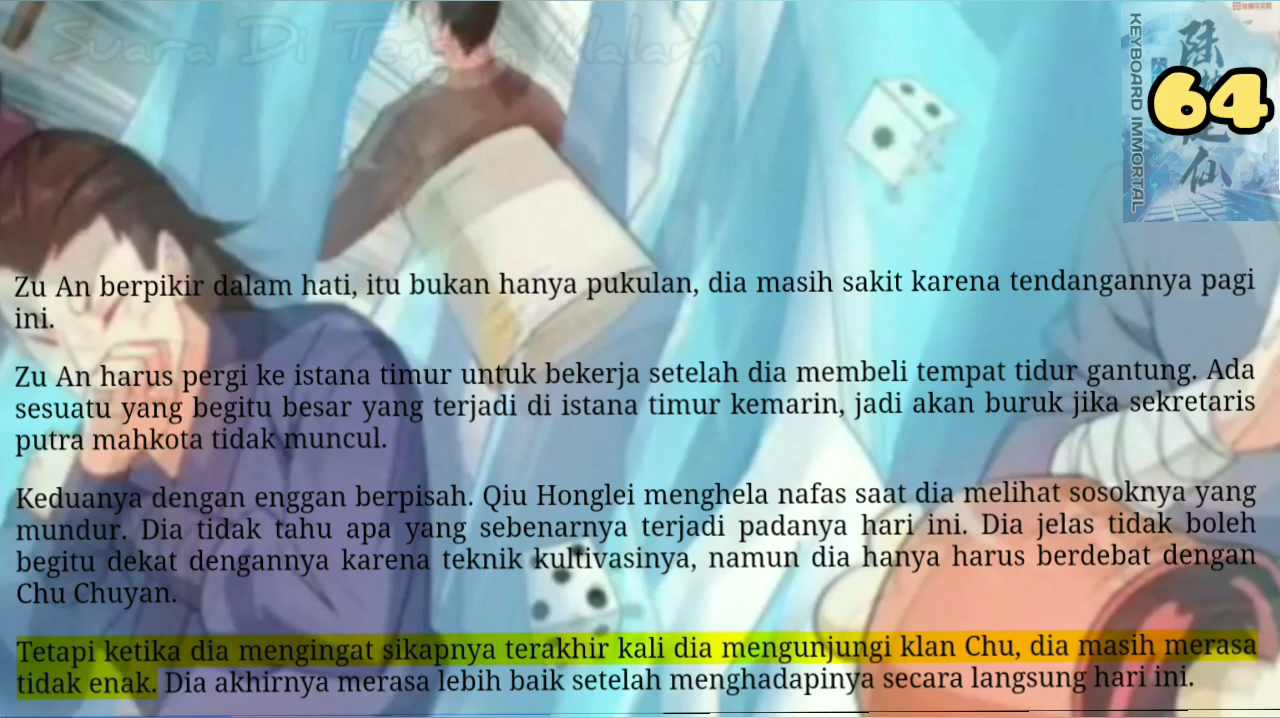 Suara Di Tengah Malam
KEYBOARD IMMORTAL
64
Zu An berpikir dalam hati, itu bukan hanya pukulan, dia masih sakit karena tendangannya pagi
ini.
Zu An harus pergi ke istana timur untuk bekerja setelah dia membeli tempat tidur gantung. Ada
sesuatu yang begitu besar yang terjadi di istana timur kemarin, jadi akan buruk jika sekretaris
putra mahkota tidak muncul.
Keduanya dengan enggan berpisah. Qiu Honglei menghela nafas saat dia melihat sosoknya yang
mundur. Dia tidak tahu apa yang sebenarnya terjadi padanya hari ini. Dia jelas tidak boleh
begitu dekat dengannya karena teknik kultivasinya, namun dia hanya harus berdebat dengan
Chu Chuyan.
Tetapi ketika dia mengingat sikapnya terakhir kali dia mengunjungi klan Chu, dia masih merasa
tidak enak. Dia akhirnya merasa lebih baik setelah menghadapinya secara langsung hari ini.